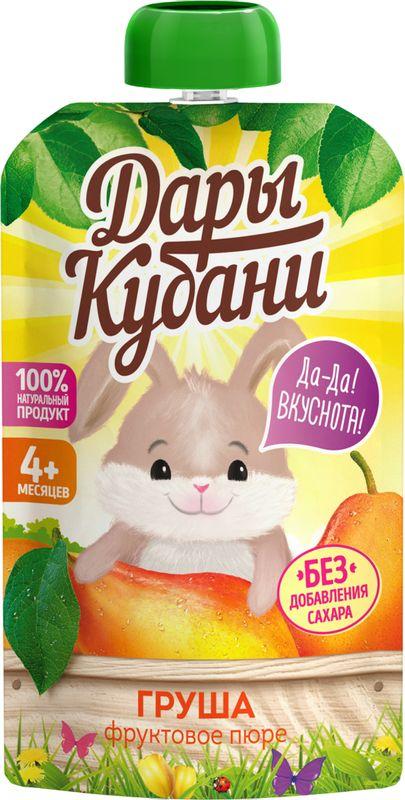 Дары
Кубани
100%
НАТУРАЛЬНЫЙ
ПРОДУКТ
Да-Да!
ВКУСНОТА!
4+
МЕСЯЦЕВ
БЕЗ
ДОБАВЛЕНИЯ
САХАРА
ГРУША
фруктовое пюре